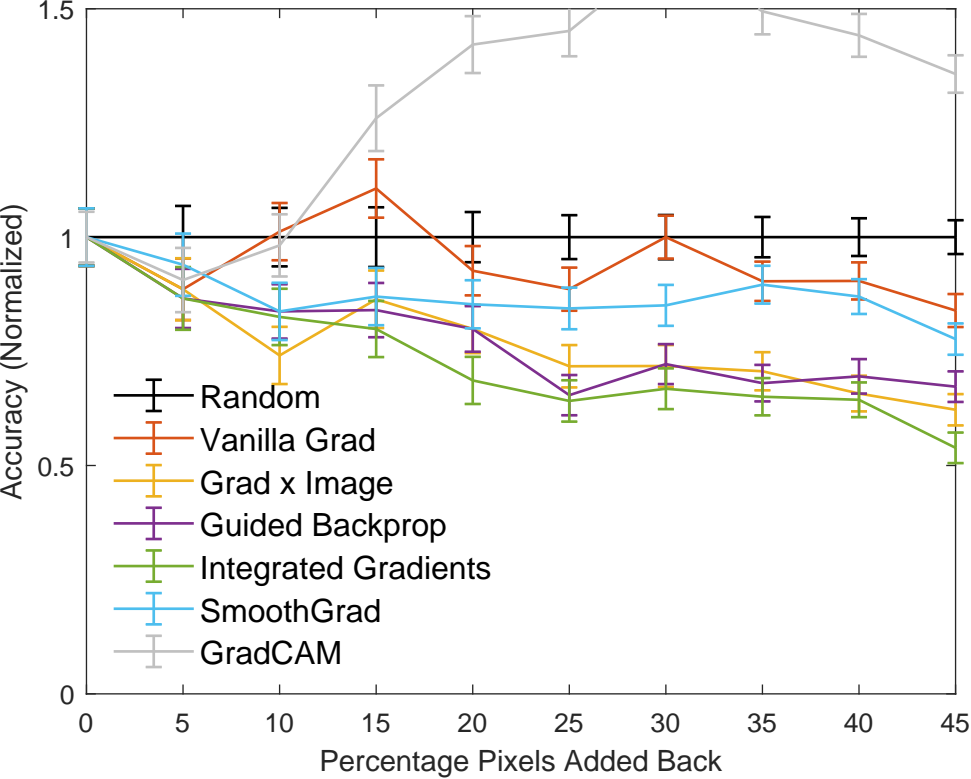 1.5
1
0.5
0
Accuracy (Normalized)
Random
Vanilla Grad
Grad x Image
Guided Backprop
Integrated Gradients
SmoothGrad
GradCAM
0 5 10 15 20 25 30 35 40 45
Percentage Pixels Added Back